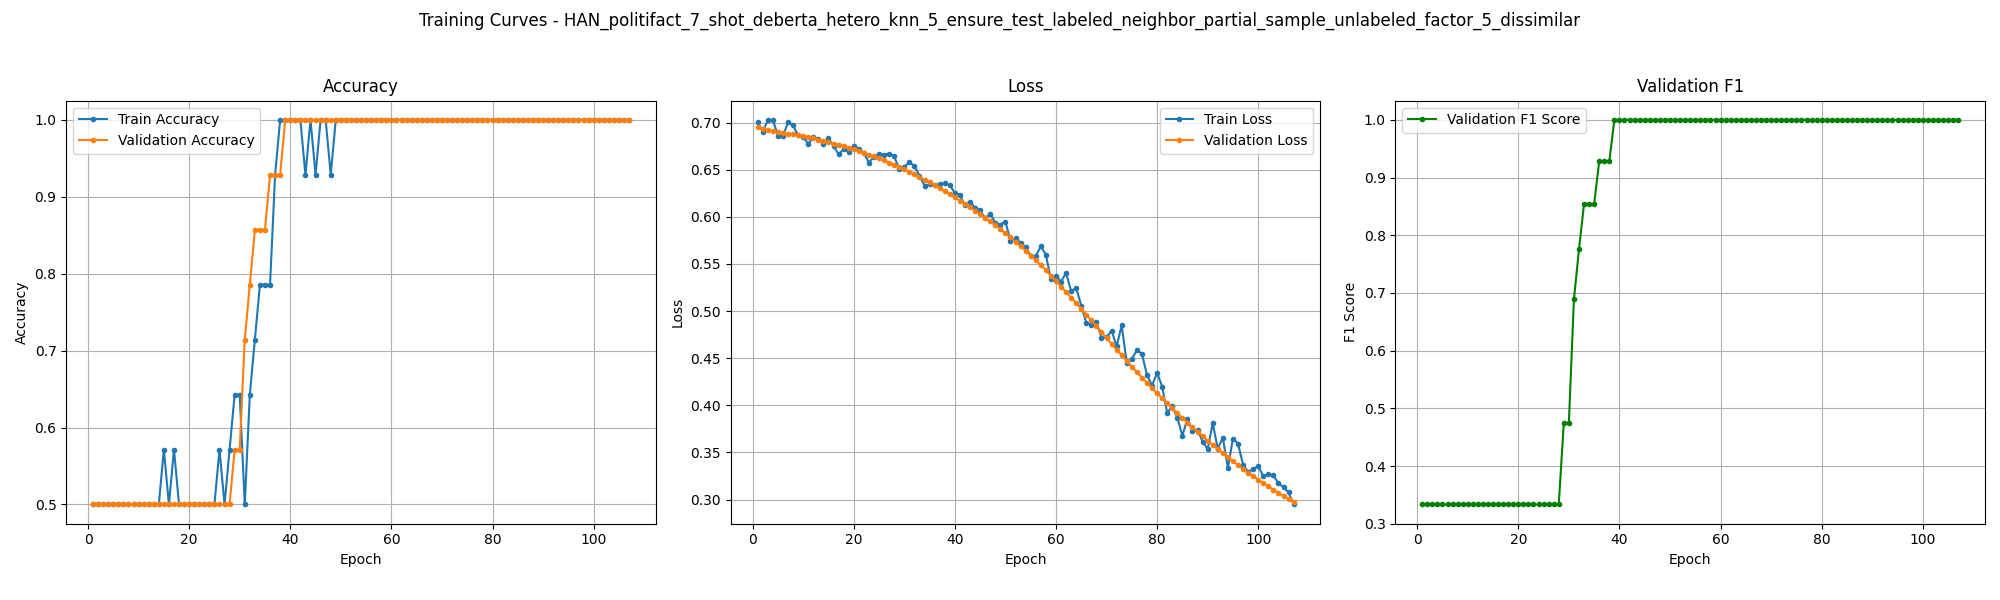 Training Curves - HAN_politifact_7_shot_deberta_hetero_knn_5_ensure_test_labeled_neighbor_partial_sample_unlabeled_factor_5_dissimilar
Accuracy
Train Accuracy
Validation Accuracy
1.0
0.9
0.8
0.7
0.6
0.5
Accuracy
0 20 40 60 80 100
Epoch
Loss
Train Loss
Validation Loss
0.70
0.65
0.60
0.55
0.50
0.45
0.40
0.35
0.30
Loss
0 20 40 60 80 100
Epoch
Validation F1
Validation F1 Score
1.0
0.9
0.8
0.7
0.6
0.5
0.4
0.3
F1 Score
0 20 40 60 80 100
Epoch